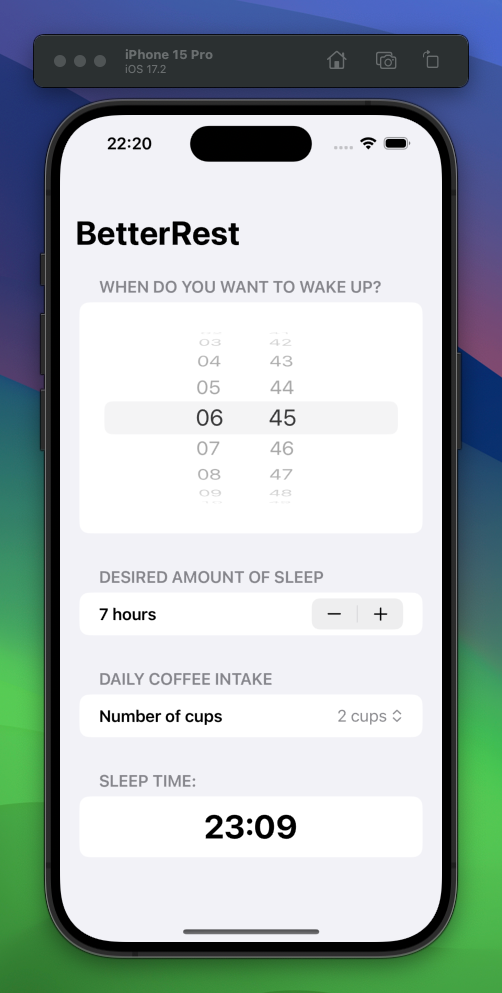 iPhone 15 Pro
iOS 17.2
22:20
BetterRest
WHEN DO YOU WANT TO WAKE UP?
03 42
04 43
05 44
06 45
07 46
08 47
09 48
DESIRED AMOUNT OF SLEEP
7 hours − +
DAILY COFFEE INTAKE
Number of cups 2 cups
SLEEP TIME:
23:09